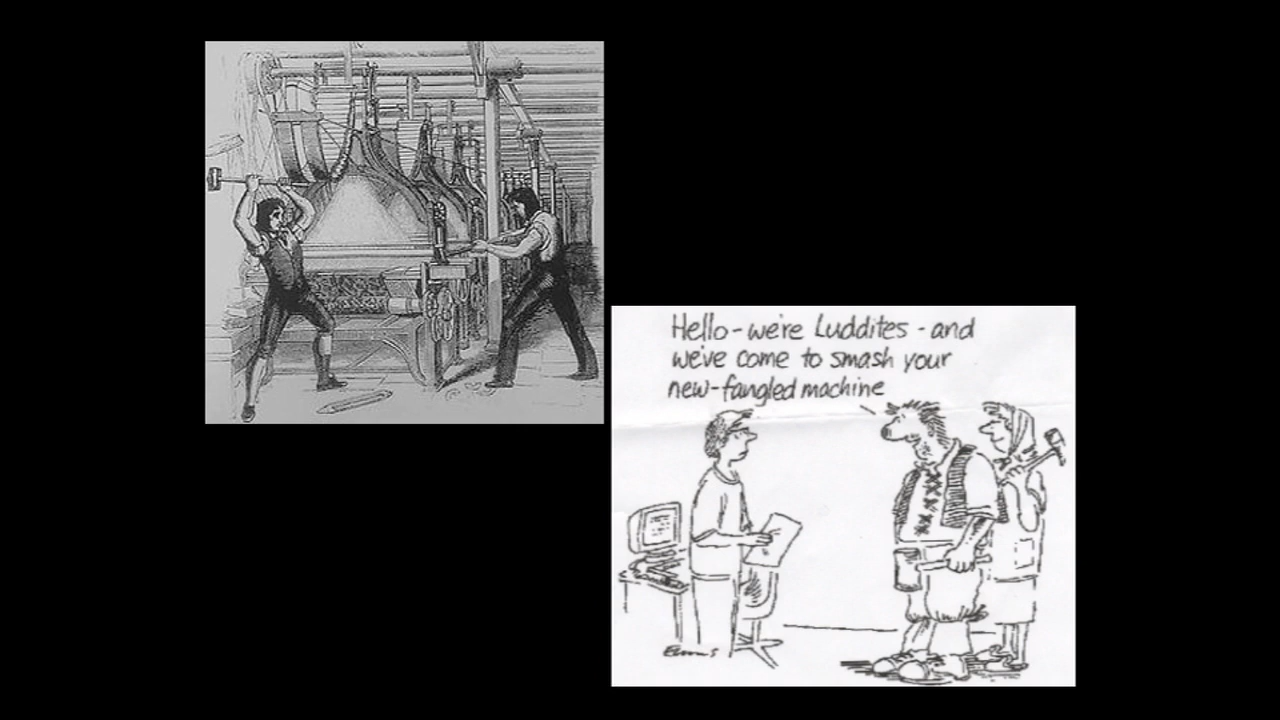 Hello - we're Luddites - and
we've come to smash your
new-fangled machine